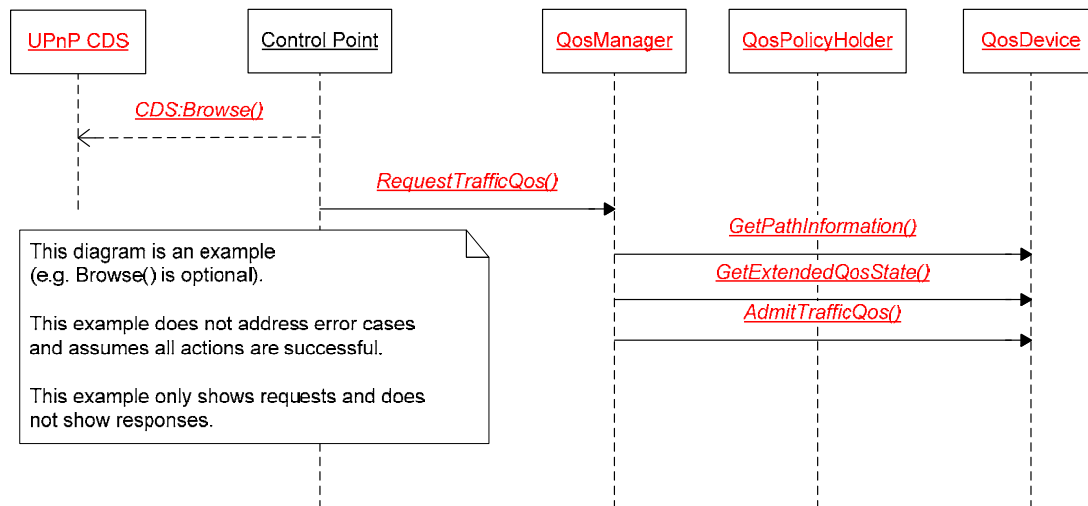 UPnP CDS
Control Point
QosManager
QosPolicyHolder
QosDevice
CDS:Browse()
RequestTrafficQos()
GetPathInformation()
GetExtendedQosState()
AdmitTrafficQos()
This diagram is an example
(e.g. Browse() is optional).
This example does not address error cases
and assumes all actions are successful.
This example only shows requests and does
not show responses.